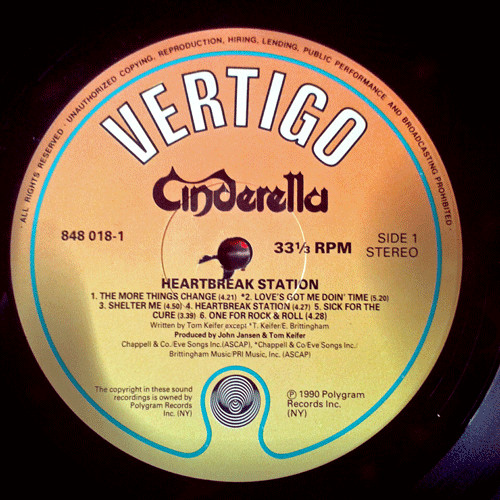 ALL RIGHTS RESERVED · UNAUTHORIZED COPYING, REPRODUCTION, HIRING, LENDING, PUBLIC PERFORMANCE AND BROADCASTING PROHIBITED ·
VERTIGO
Cinderella
848 018-1
33⅓ RPM
SIDE 1
STEREO
HEARTBREAK STATION
1. THE MORE THINGS CHANGE (4.21) *2. LOVE'S GOT ME DOIN' TIME (5.20)
3. SHELTER ME (4.50) 4. HEARTBREAK STATION (4.27) 5. SICK FOR THE
CURE (3.39) 6. ONE FOR ROCK & ROLL (4.28)
Written by Tom Keifer except *T. Keifer/E. Brittingham
Produced by John Jansen & Tom Keifer
Chappell & Co./Eve Songs Inc.(ASCAP), *Chappell & Co/Eve Songs Inc./
Brittingham Music/PRI Music, Inc. (ASCAP)
The copyright in these sound
recordings is owned by
Polygram Records
Inc. (NY)
℗ 1990 Polygram
Records Inc.
(NY)